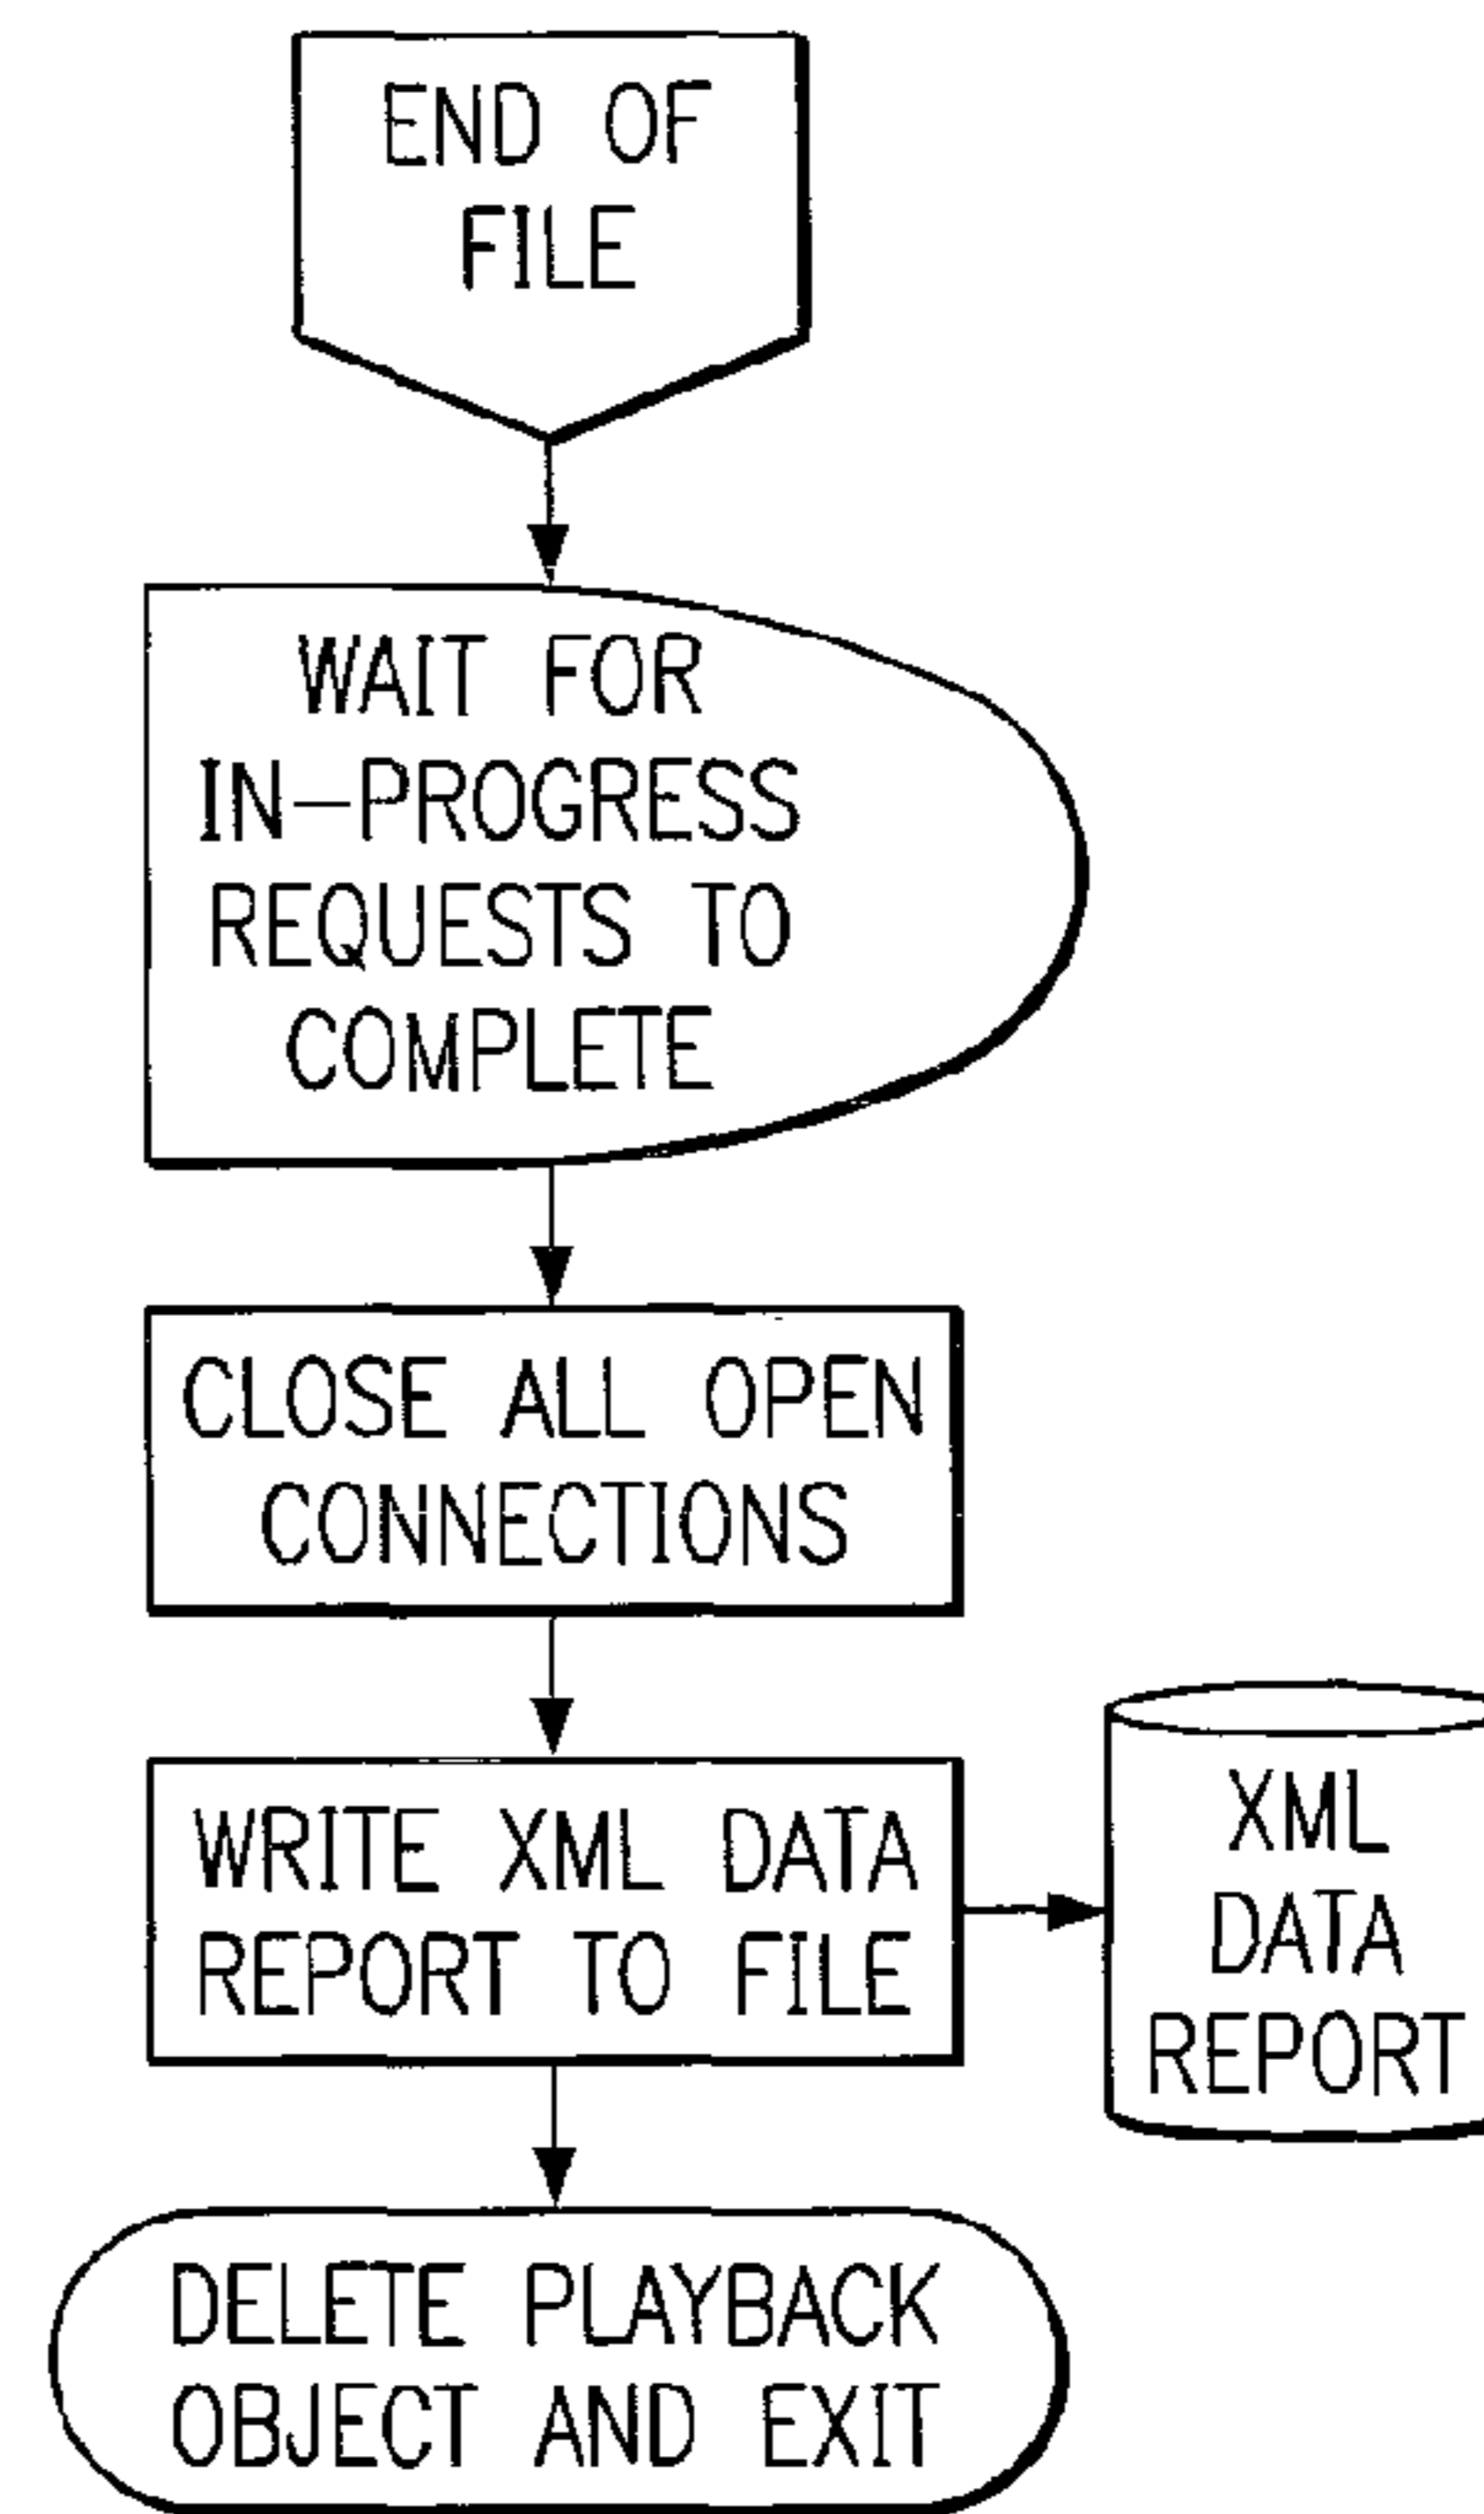 END OF
FILE
WAIT FOR
IN-PROGRESS
REQUESTS TO
COMPLETE
CLOSE ALL OPEN
CONNECTIONS
WRITE XML DATA
REPORT TO FILE
XML
DATA
REPORT
DELETE PLAYBACK
OBJECT AND EXIT